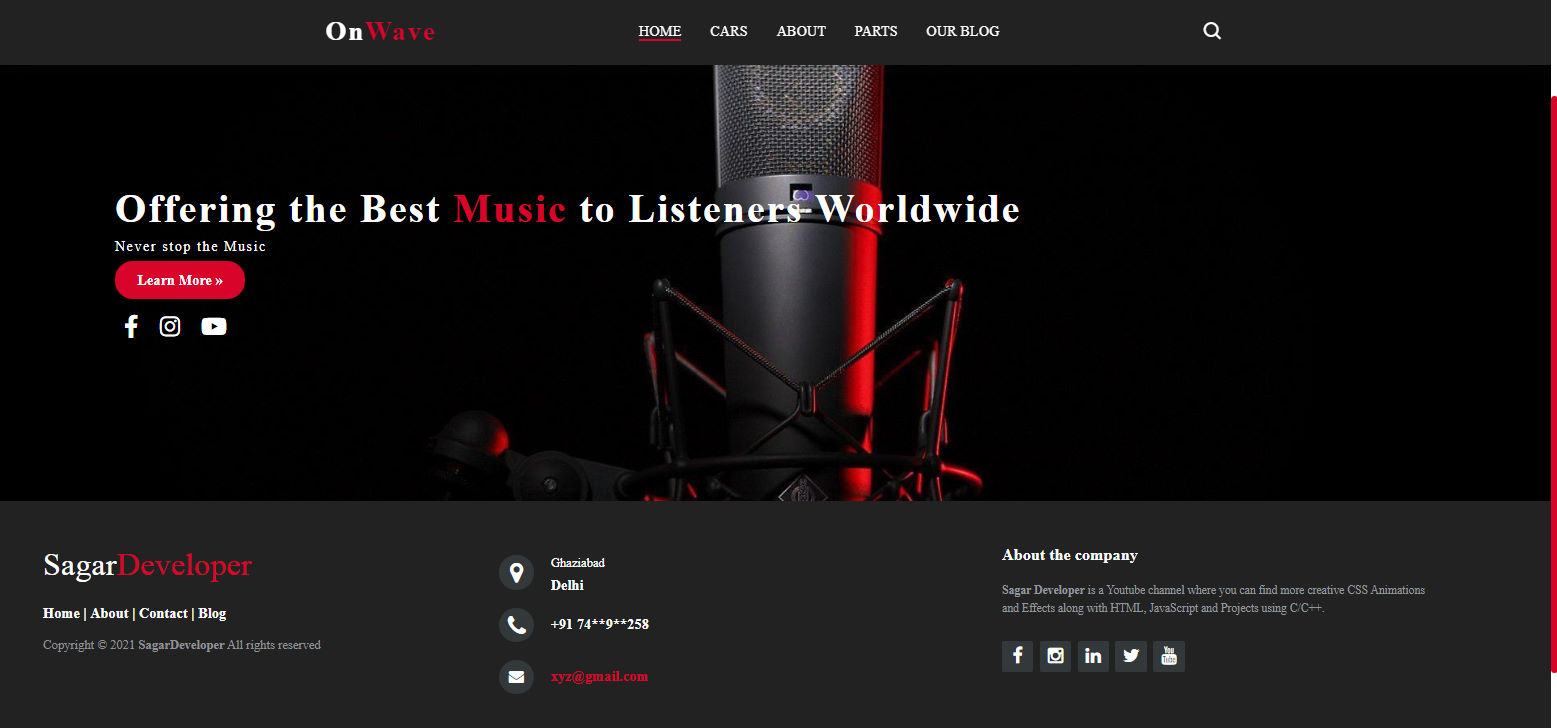 OnWave
HOME CARS ABOUT PARTS OUR BLOG
Offering the Best Music to Listeners Worldwide
Never stop the Music
Learn More »
SagarDeveloper
Home | About | Contact | Blog
Copyright © 2021 SagarDeveloper All rights reserved
Ghaziabad
Delhi
+91 74**9**258
xyz@gmail.com
About the company
Sagar Developer is a Youtube channel where you can find more creative CSS Animations
and Effects along with HTML, JavaScript and Projects using C/C++.
You
Tube